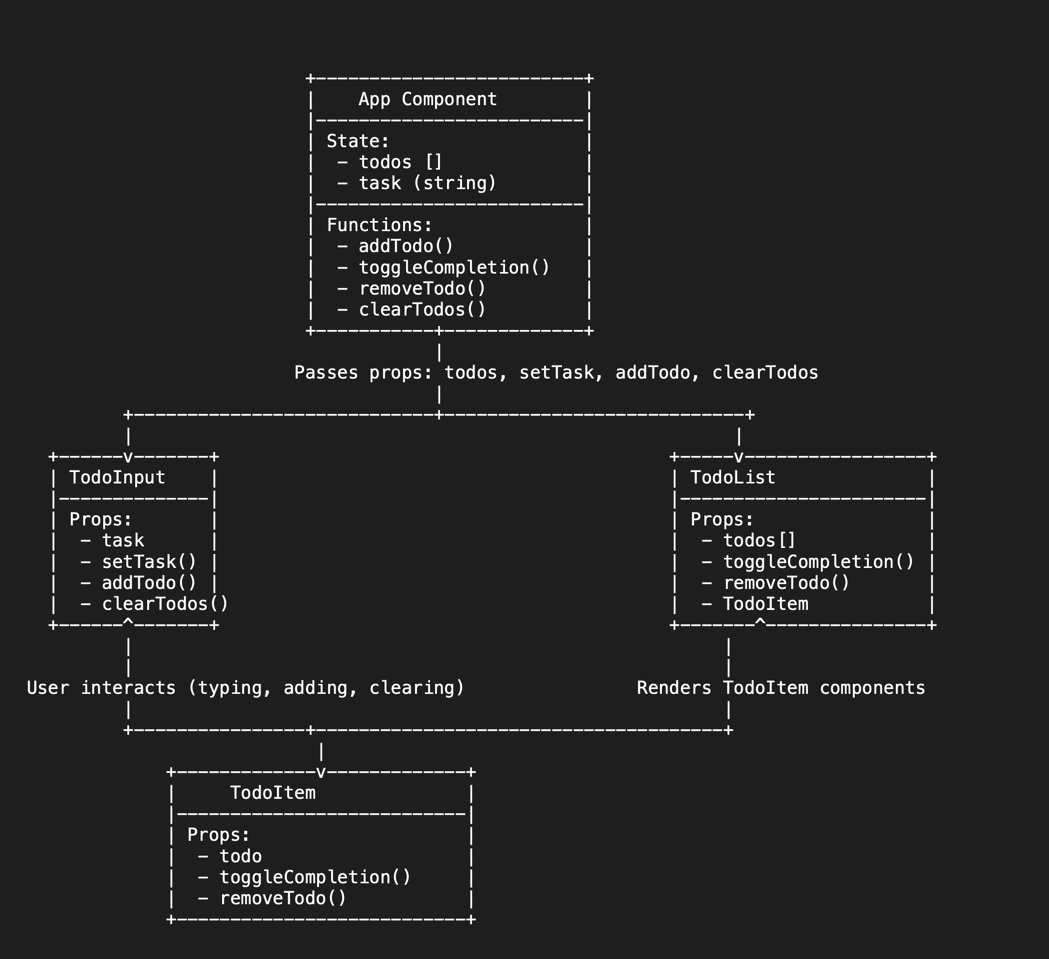 App Component
State:
- todos []
- task (string)
Functions:
- addTodo()
- toggleCompletion()
- removeTodo()
- clearTodos()
Passes props: todos, setTask, addTodo, clearTodos
TodoInput
Props:
- task
- setTask()
- addTodo()
- clearTodos()
TodoList
Props:
- todos[]
- toggleCompletion()
- removeTodo()
- TodoItem
User interacts (typing, adding, clearing)
Renders TodoItem components
TodoItem
Props:
- todo
- toggleCompletion()
- removeTodo()